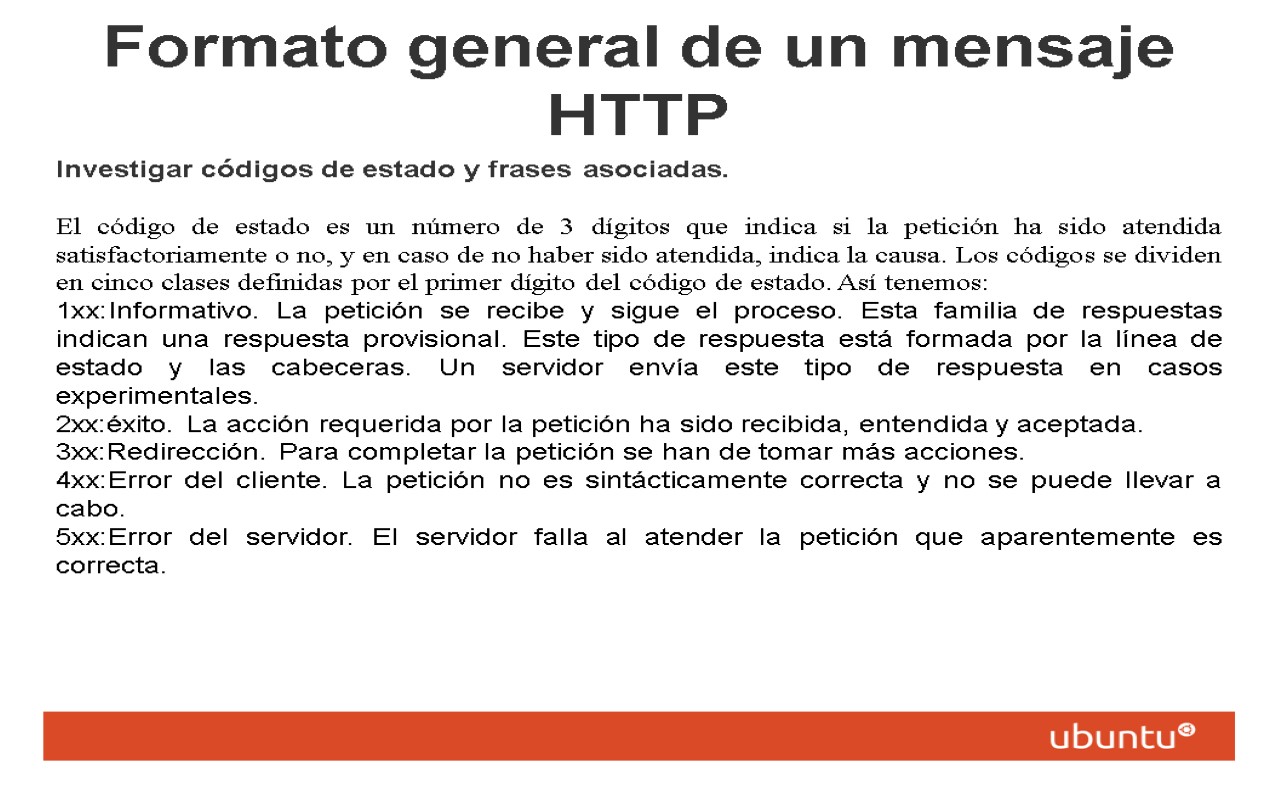 Formato general de un mensaje
HTTP
Investigar códigos de estado y frases asociadas.
El código de estado es un número de 3 dígitos que indica si la petición ha sido atendida
satisfactoriamente o no, y en caso de no haber sido atendida, indica la causa. Los códigos se dividen
en cinco clases definidas por el primer dígito del código de estado. Así tenemos:
1xx:Informativo. La petición se recibe y sigue el proceso. Esta familia de respuestas
indican una respuesta provisional. Este tipo de respuesta está formada por la línea de
estado y las cabeceras. Un servidor envía este tipo de respuesta en casos
experimentales.
2xx:éxito. La acción requerida por la petición ha sido recibida, entendida y aceptada.
3xx:Redirección. Para completar la petición se han de tomar más acciones.
4xx:Error del cliente. La petición no es sintácticamente correcta y no se puede llevar a
cabo.
5xx:Error del servidor. El servidor falla al atender la petición que aparentemente es
correcta.
ubuntu